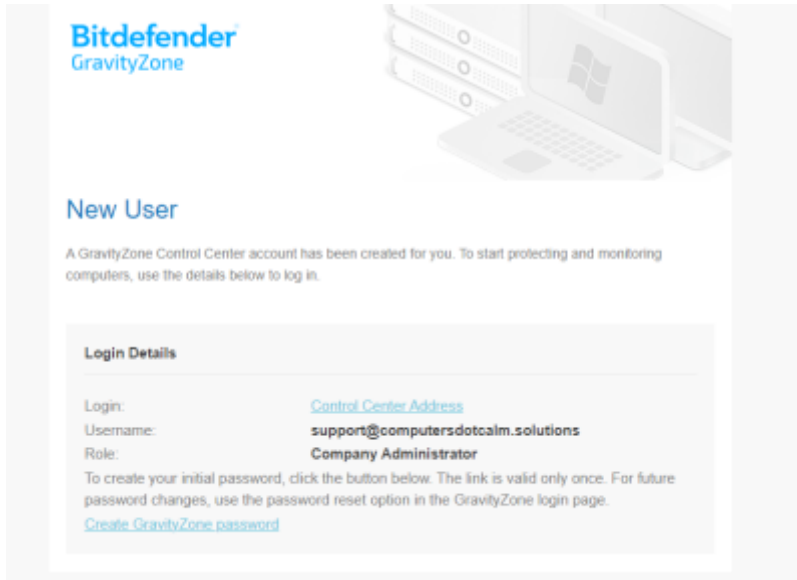 Bitdefender
GravityZone
New User
A GravityZone Control Center account has been created for you. To start protecting and monitoring
computers, use the details below to log in.
Login Details
Login: Control Center Address
Username: support@computersdotcalm.solutions
Role: Company Administrator
To create your initial password, click the button below. The link is valid only once. For future
password changes, use the password reset option in the GravityZone login page.
Create GravityZone password